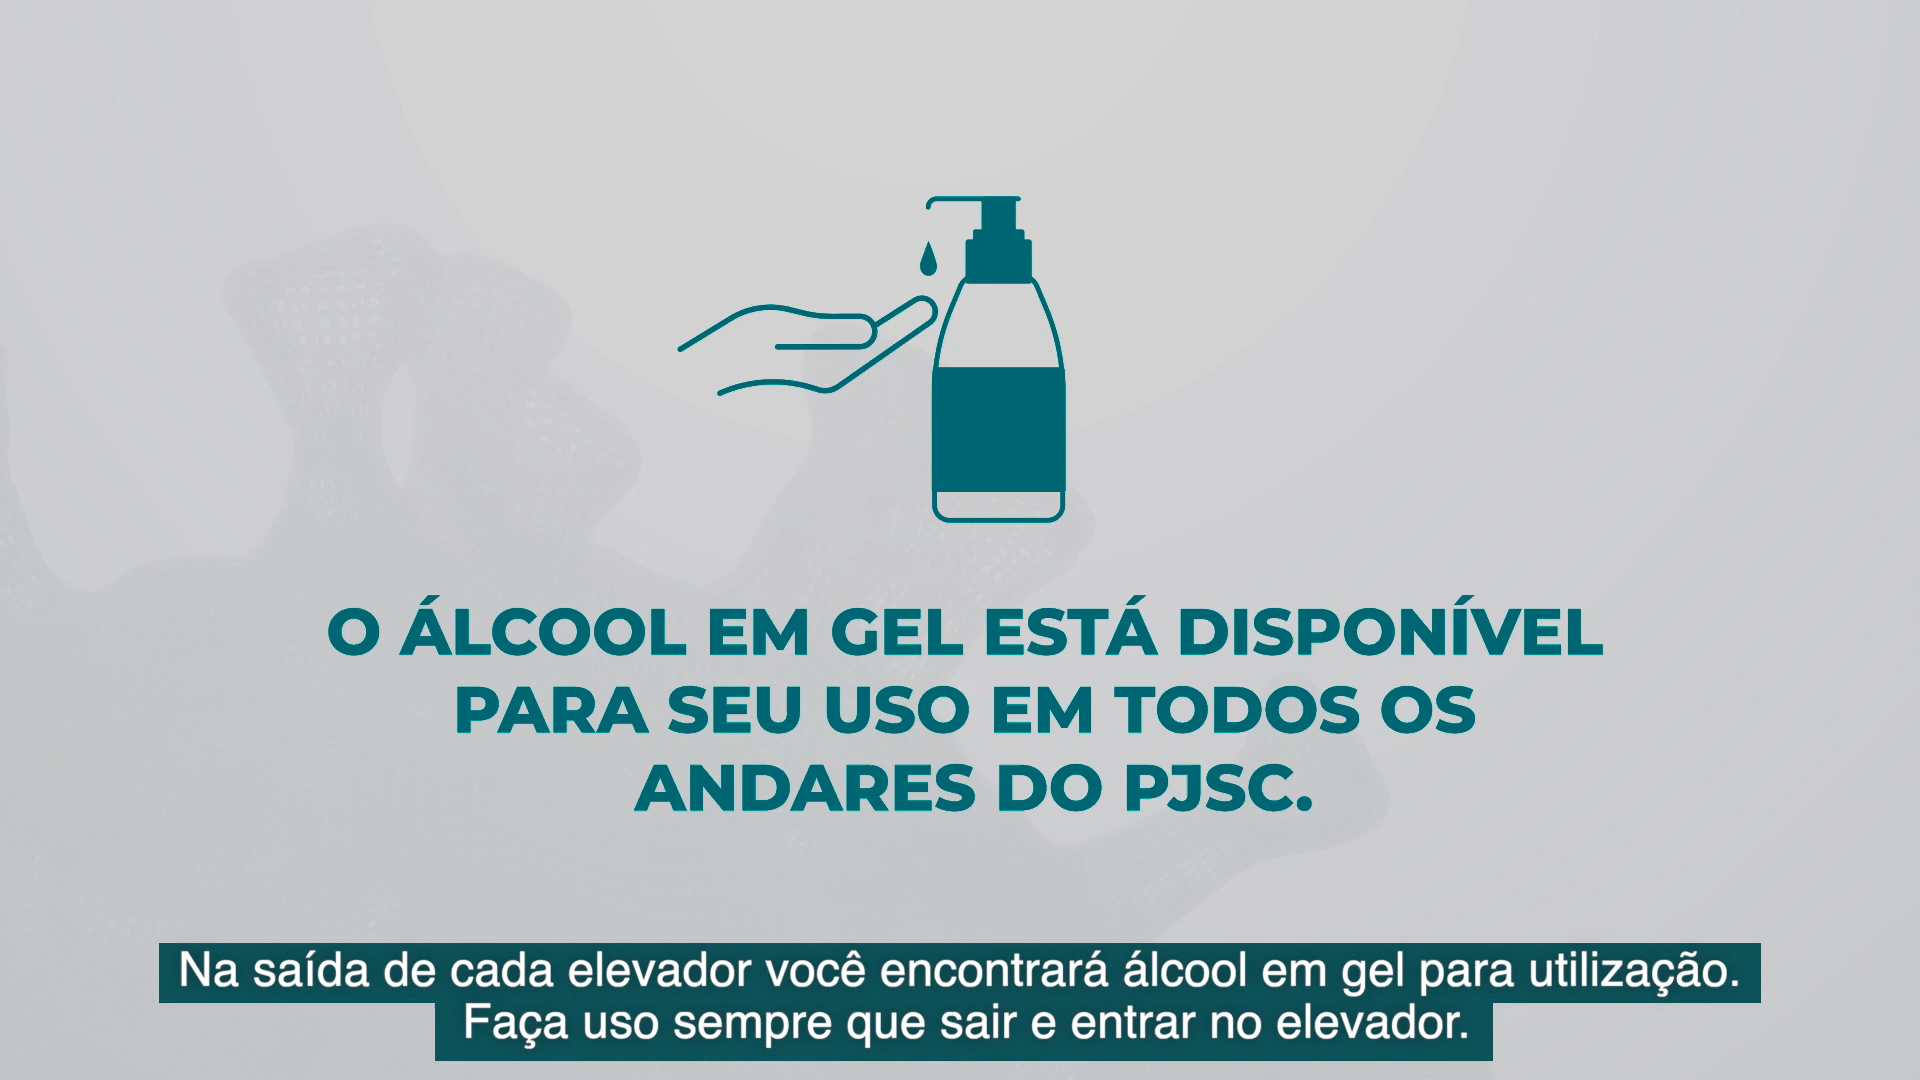 O ÁLCOOL EM GEL ESTÁ DISPONÍVEL
PARA SEU USO EM TODOS OS
ANDARES DO PJSC.
Na saída de cada elevador você encontrará álcool em gel para utilização.
Faça uso sempre que sair e entrar no elevador.